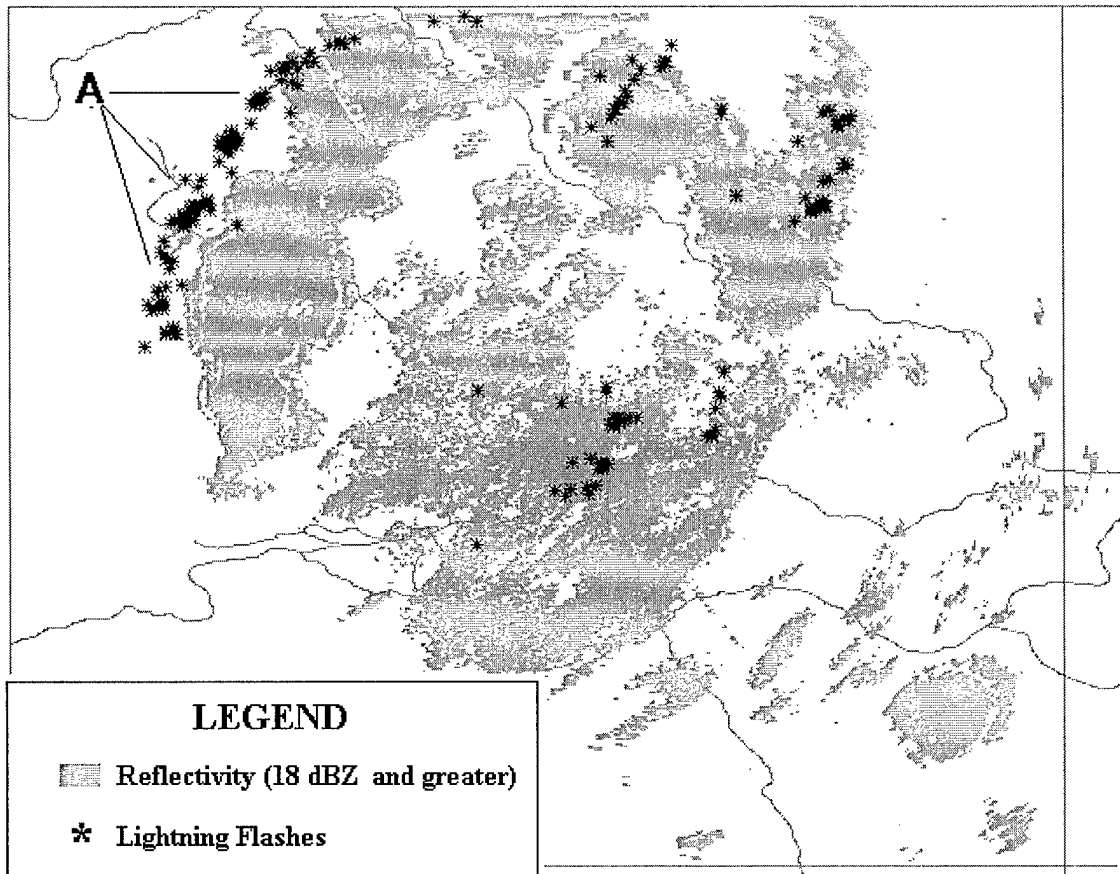 A
LEGEND
Reflectivity (18 dBZ and greater)
* Lightning Flashes